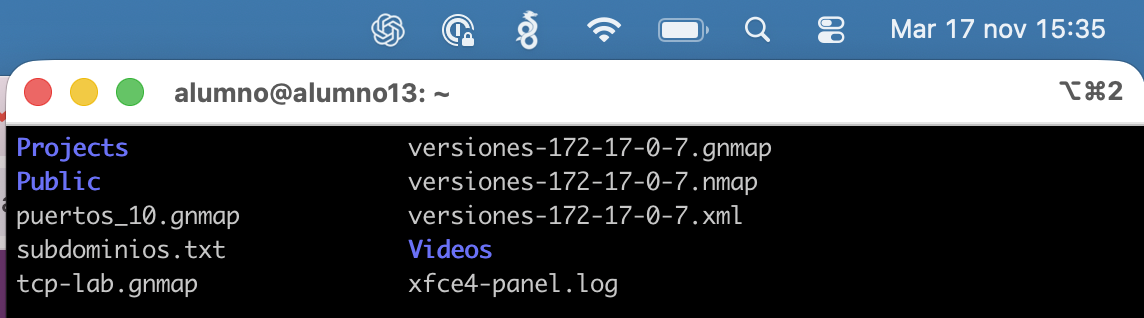 Mar 17 nov 15:35
alumno@alumno13: ~ ⌥⌘2
Projects versiones-172-17-0-7.gnmap
Public versiones-172-17-0-7.nmap
puertos_10.gnmap versiones-172-17-0-7.xml
subdominios.txt Videos
tcp-lab.gnmap xfce4-panel.log